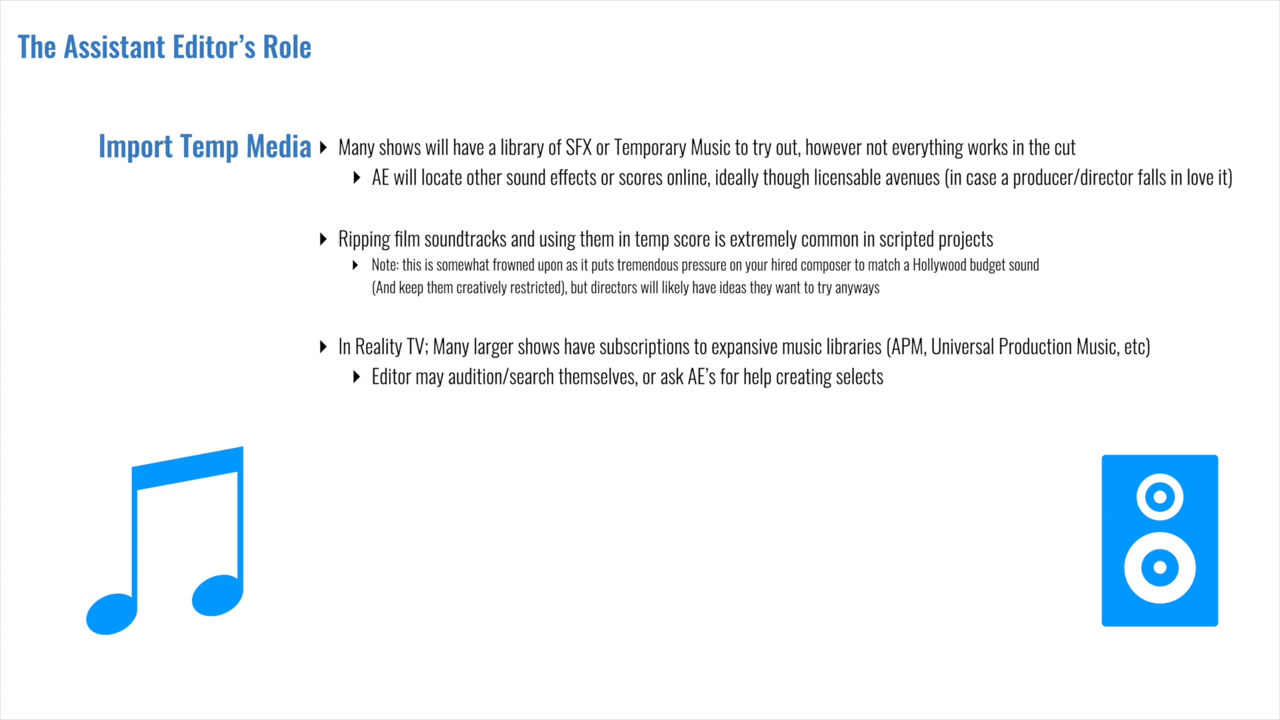 The Assistant Editor's Role
Import Temp Media
Many shows will have a library of SFX or Temporary Music to try out, however not everything works in the cut
AE will locate other sound effects or scores online, ideally though licensable avenues (in case a producer/director falls in love it)
Ripping film soundtracks and using them in temp score is extremely common in scripted projects
Note: this is somewhat frowned upon as it puts tremendous pressure on your hired composer to match a Hollywood budget sound
(And keep them creatively restricted), but directors will likely have ideas they want to try anyways
In Reality TV; Many larger shows have subscriptions to expansive music libraries (APM, Universal Production Music, etc)
Editor may audition/search themselves, or ask AE's for help creating selects